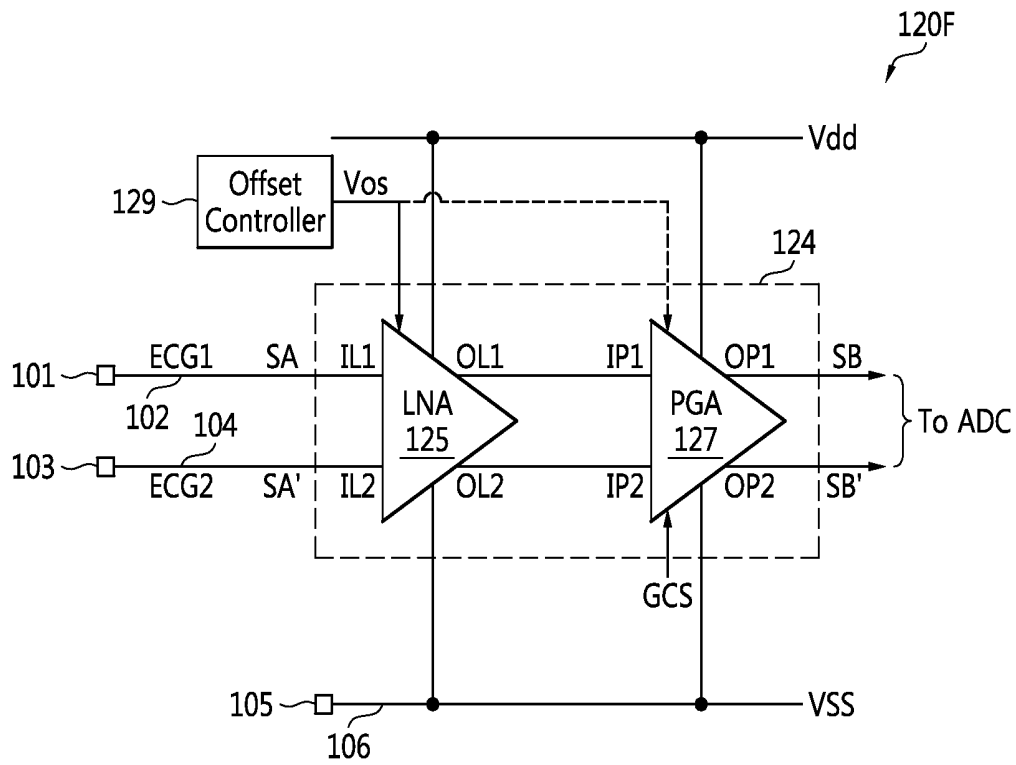 120F
Vdd
129
Offset
Controller
Vos
124
ECG1 SA IL1 OL1 IP1 OP1 SB
101
102
LNA
125
PGA
127
To ADC
103
104
ECG2 SA' IL2 OL2 IP2 OP2 SB'
GCS
105
106
VSS